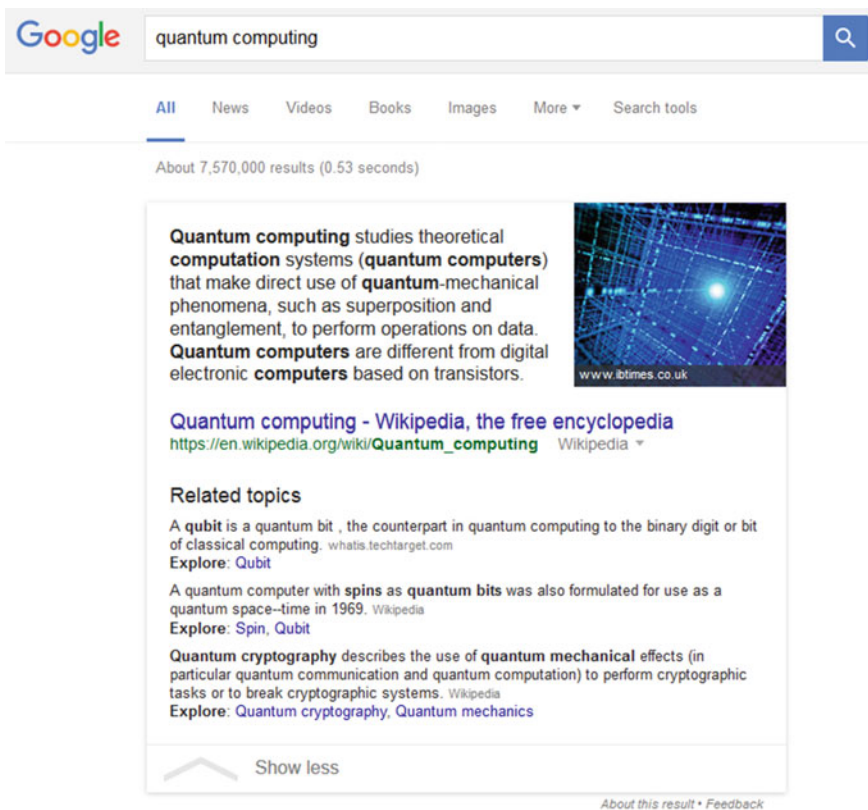 Google quantum computing
All News Videos Books Images More Search tools
About 7,570,000 results (0.53 seconds)
Quantum computing studies theoretical
computation systems (quantum computers)
that make direct use of quantum-mechanical
phenomena, such as superposition and
entanglement, to perform operations on data.
Quantum computers are different from digital
electronic computers based on transistors.
www.ibtimes.co.uk
Quantum computing - Wikipedia, the free encyclopedia
https://en.wikipedia.org/wiki/Quantum_computing Wikipedia
Related topics
A qubit is a quantum bit , the counterpart in quantum computing to the binary digit or bit
of classical computing. whatis.techtarget.com
Explore: Qubit
A quantum computer with spins as quantum bits was also formulated for use as a
quantum space--time in 1969. Wikipedia
Explore: Spin, Qubit
Quantum cryptography describes the use of quantum mechanical effects (in
particular quantum communication and quantum computation) to perform cryptographic
tasks or to break cryptographic systems. Wikipedia
Explore: Quantum cryptography, Quantum mechanics
Show less
About this result • Feedback